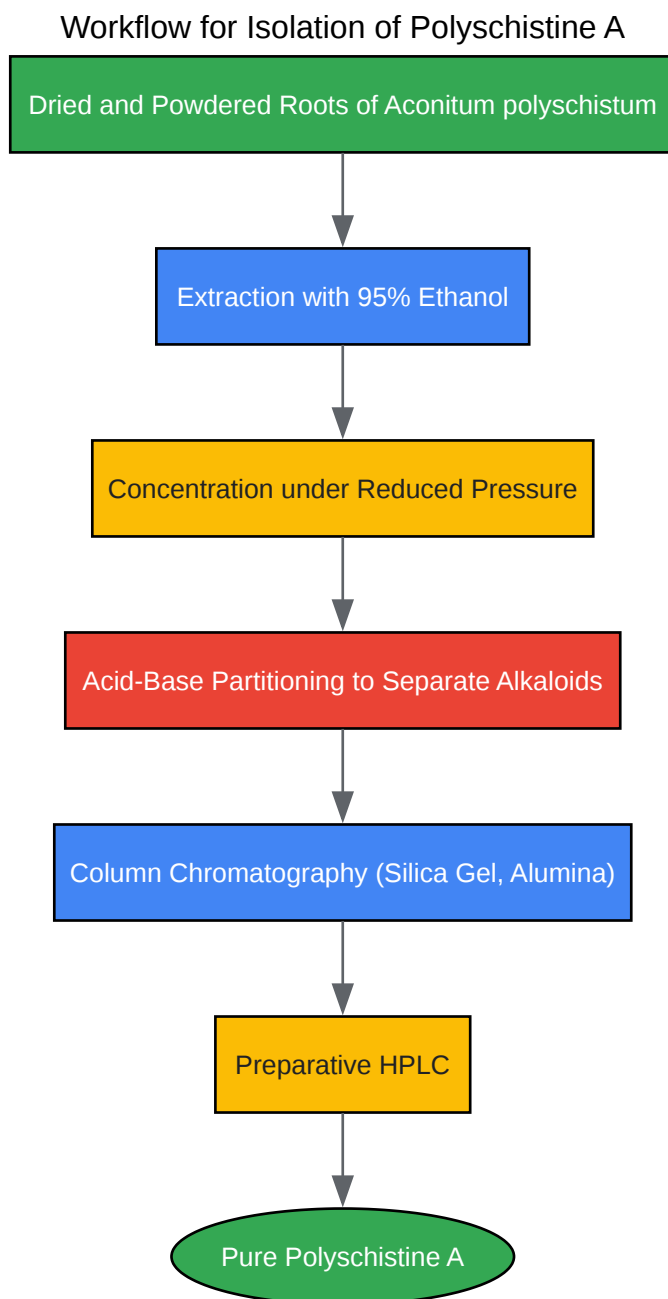 Workflow for Isolation of Polyschistine A
Dried and Powdered Roots of Aconitum polyschistum
Extraction with 95% Ethanol
Concentration under Reduced Pressure
Acid-Base Partitioning to Separate Alkaloids
Column Chromatography (Silica Gel, Alumina)
Preparative HPLC
Pure Polyschistine A